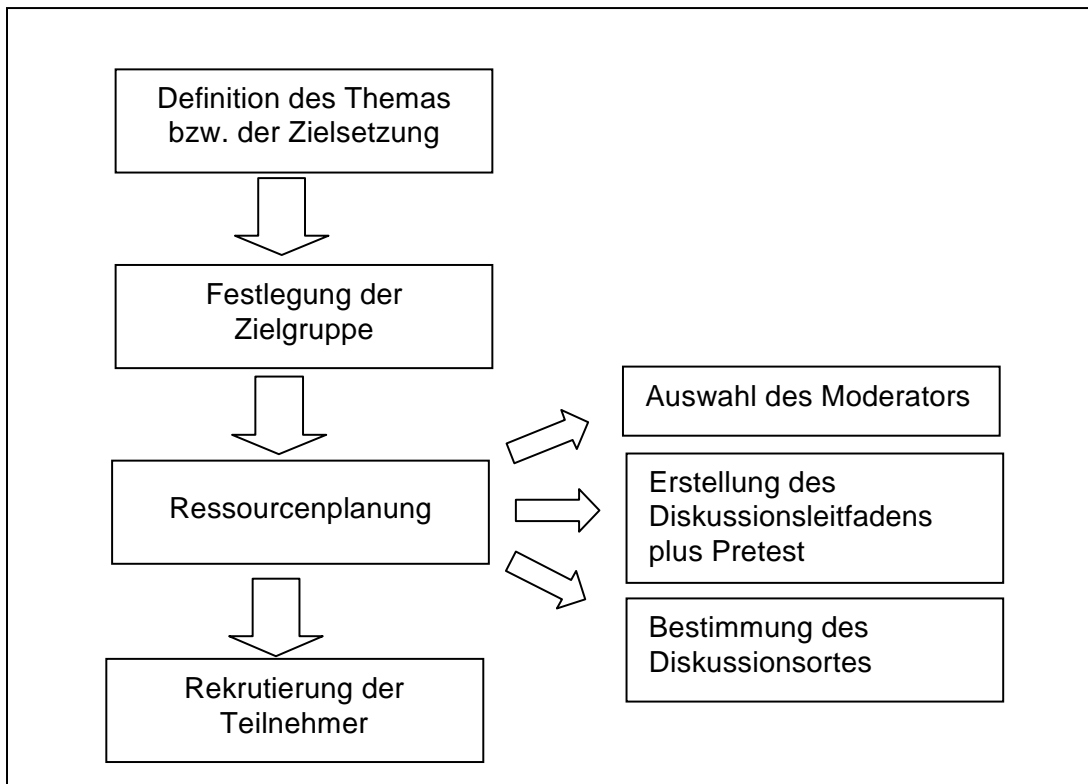 Definition des Themas
bzw. der Zielsetzung
Festlegung der
Zielgruppe
Ressourcenplanung
Auswahl des Moderators
Erstellung des
Diskussionsleitfadens
plus Pretest
Bestimmung des
Diskussionsortes
Rekrutierung der
Teilnehmer